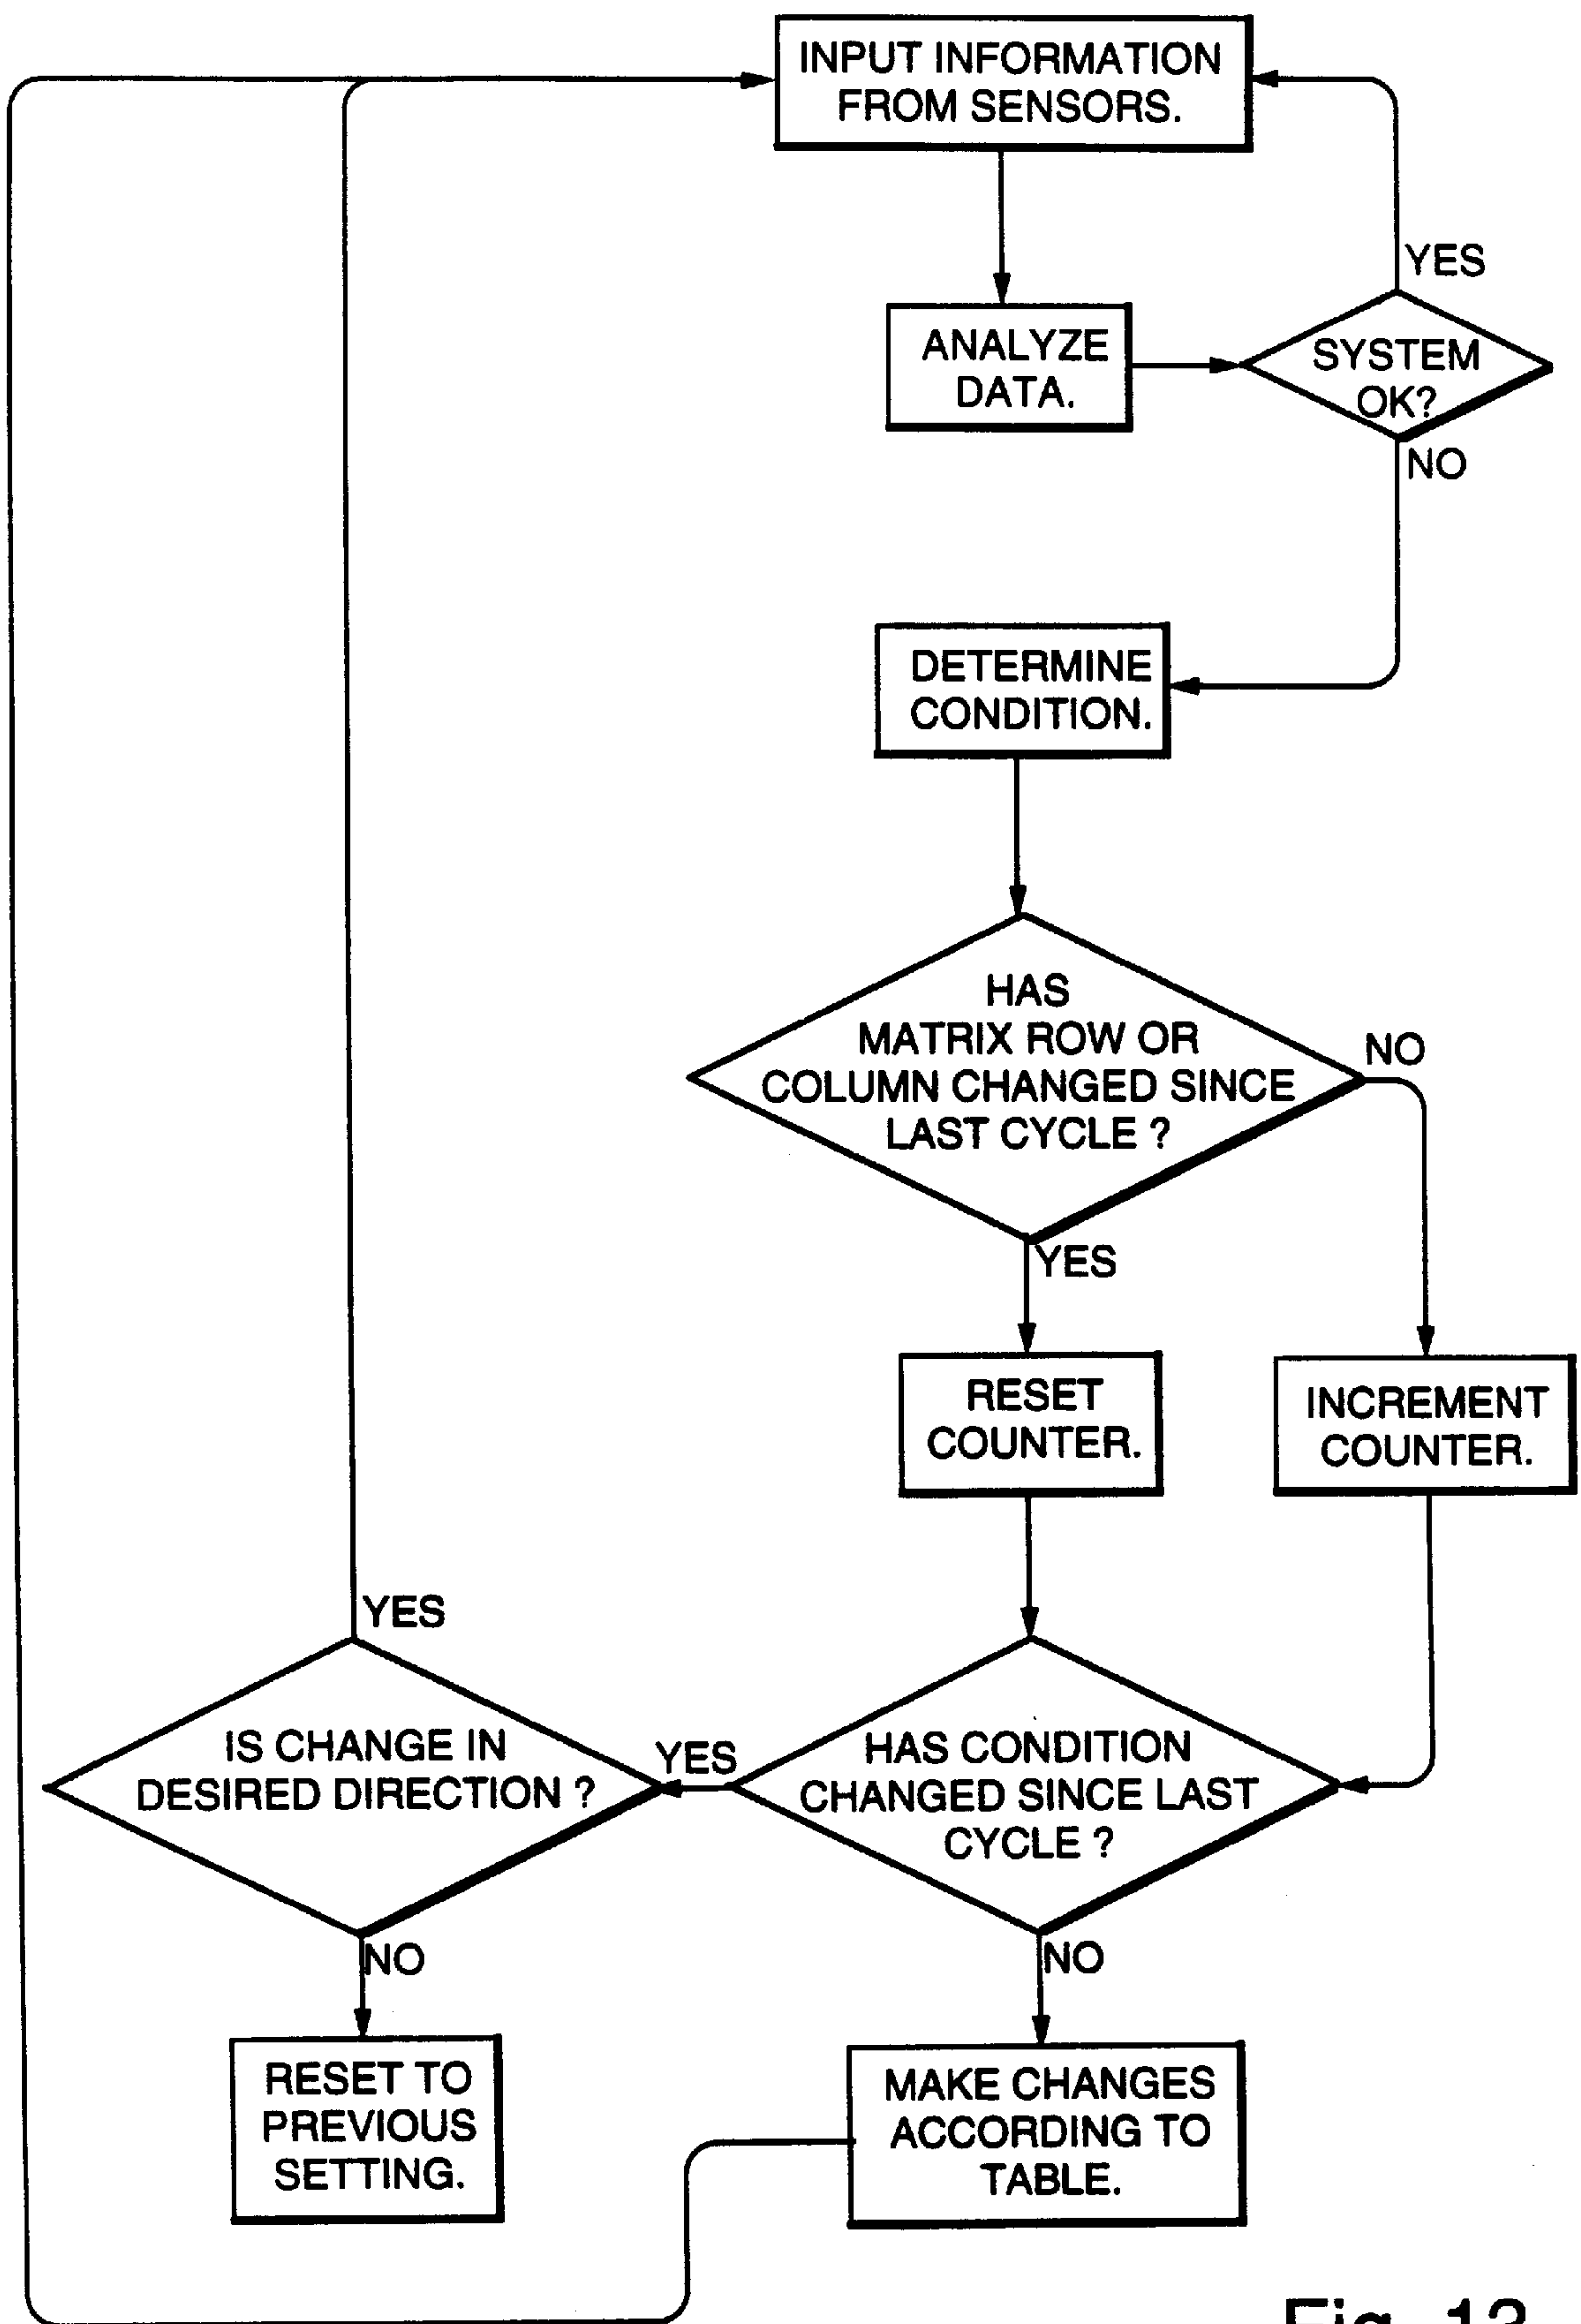 INPUT INFORMATION
FROM SENSORS.
YES
ANALYZE
DATA.
SYSTEM
OK?
NO
DETERMINE
CONDITION.
HAS
MATRIX ROW OR
COLUMN CHANGED SINCE
LAST CYCLE ?
NO
YES
RESET
COUNTER.
INCREMENT
COUNTER.
YES
IS CHANGE IN
DESIRED DIRECTION ?
YES
HAS CONDITION
CHANGED SINCE LAST
CYCLE ?
NO
NO
RESET TO
PREVIOUS
SETTING.
MAKE CHANGES
ACCORDING TO
TABLE.